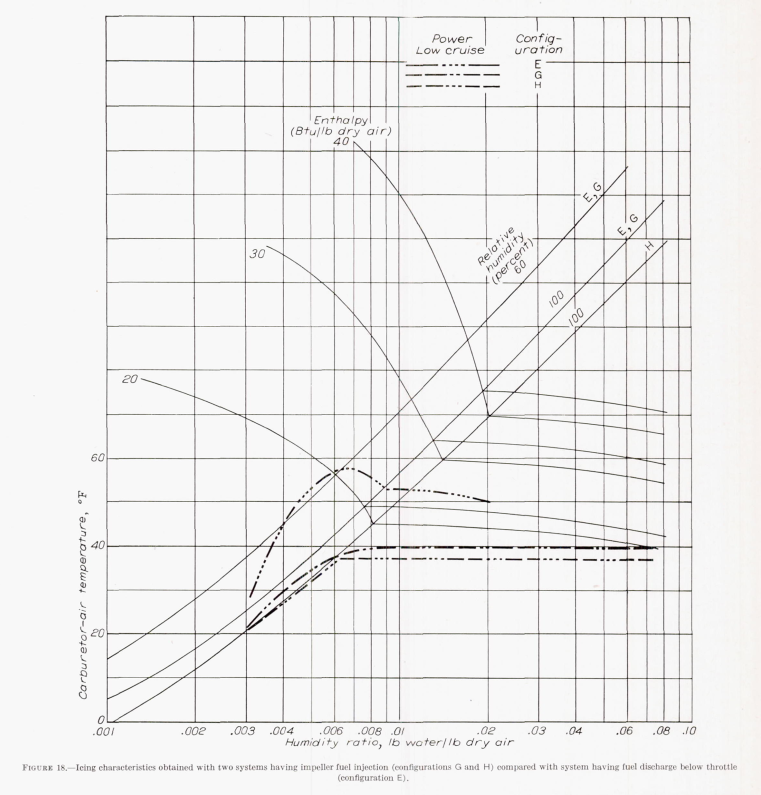 Power Config-
Low cruise uration
E
G
H
Enthalpy
(Btu/lb dry air)
40
30
20
E,G
E,G
H
Relative
humidity
(percent)
60
100
100
60
40
20
0
Carburetor-air temperature, °F
.001 .002 .003 .004 .006 .008 .01 .02 .03 .04 .06 .08 .10
Humidity ratio, lb water/lb dry air
FIGURE 18.—Icing characteristics obtained with two systems having impeller fuel injection (configurations G and H) compared with system having fuel discharge below throttle
(configuration E).